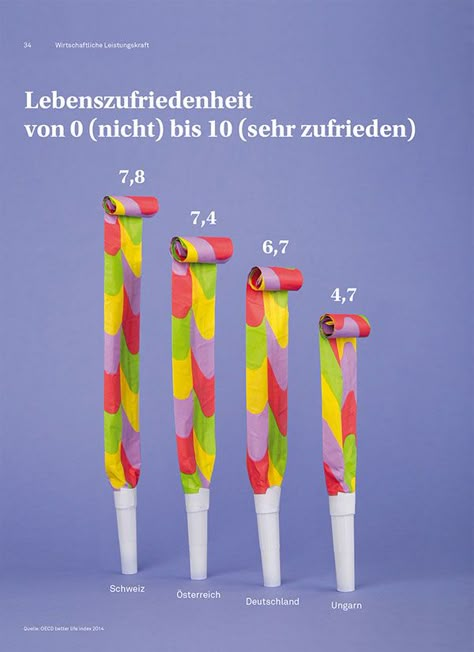 34 Wirtschaftliche Leistungskraft
Lebenszufriedenheit
von 0 (nicht) bis 10 (sehr zufrieden)
7,8
7,4
6,7
4,7
Schweiz
Österreich
Deutschland
Ungarn
Quelle: OECD better life index 2014